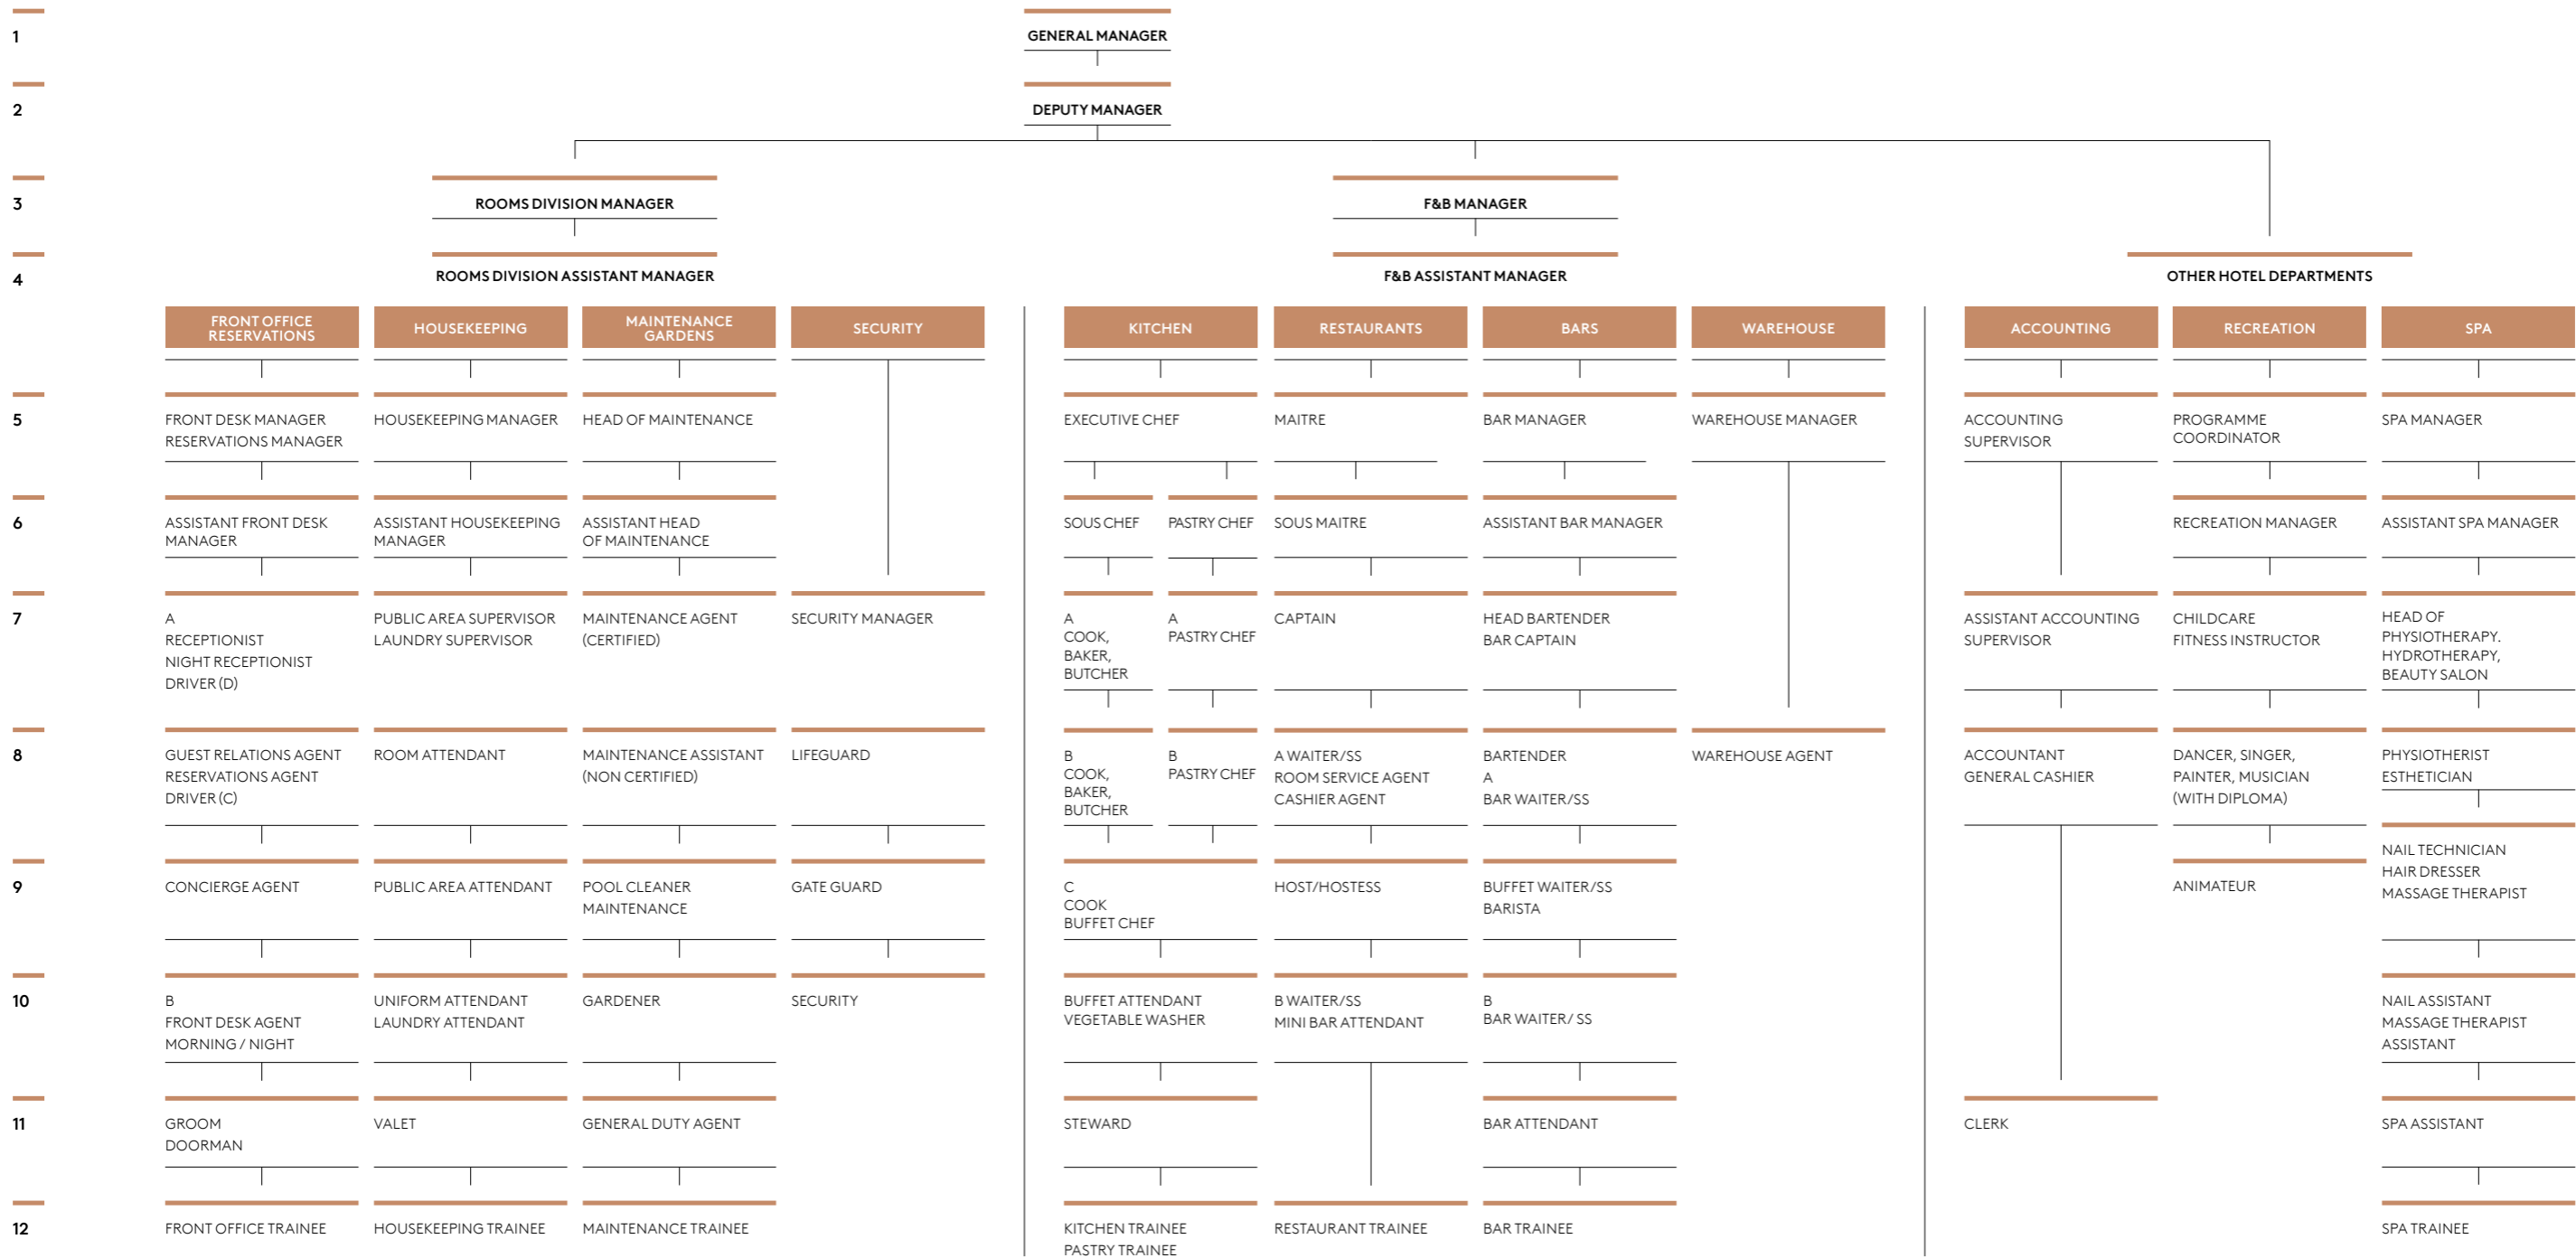 1
GENERAL MANAGER
2
DEPUTY MANAGER
3
ROOMS DIVISION MANAGER
F&B MANAGER
4
ROOMS DIVISION ASSISTANT MANAGER
F&B ASSISTANT MANAGER
OTHER HOTEL DEPARTMENTS
FRONT OFFICE
RESERVATIONS
HOUSEKEEPING
MAINTENANCE
GARDENS
SECURITY
KITCHEN
RESTAURANTS
BARS
WAREHOUSE
ACCOUNTING
RECREATION
SPA
5
FRONT DESK MANAGER
RESERVATIONS MANAGER
HOUSEKEEPING MANAGER
HEAD OF MAINTENANCE
EXECUTIVE CHEF
MAITRE
BAR MANAGER
WAREHOUSE MANAGER
ACCOUNTING
SUPERVISOR
PROGRAMME
COORDINATOR
SPA MANAGER
6
ASSISTANT FRONT DESK
MANAGER
ASSISTANT HOUSEKEEPING
MANAGER
ASSISTANT HEAD
OF MAINTENANCE
SOUS CHEF
PASTRY CHEF
SOUS MAITRE
ASSISTANT BAR MANAGER
RECREATION MANAGER
ASSISTANT SPA MANAGER
7
A
RECEPTIONIST
NIGHT RECEPTIONIST
DRIVER (D)
PUBLIC AREA SUPERVISOR
LAUNDRY SUPERVISOR
MAINTENANCE AGENT
(CERTIFIED)
SECURITY MANAGER
A
COOK,
BAKER,
BUTCHER
A
PASTRY CHEF
CAPTAIN
HEAD BARTENDER
BAR CAPTAIN
ASSISTANT ACCOUNTING
SUPERVISOR
CHILDCARE
FITNESS INSTRUCTOR
HEAD OF
PHYSIOTHERAPY.
HYDROTHERAPY,
BEAUTY SALON
8
GUEST RELATIONS AGENT
RESERVATIONS AGENT
DRIVER (C)
ROOM ATTENDANT
MAINTENANCE ASSISTANT
(NON CERTIFIED)
LIFEGUARD
B
COOK,
BAKER,
BUTCHER
B
PASTRY CHEF
A WAITER/SS
ROOM SERVICE AGENT
CASHIER AGENT
BARTENDER
A
BAR WAITER/SS
WAREHOUSE AGENT
ACCOUNTANT
GENERAL CASHIER
DANCER, SINGER,
PAINTER, MUSICIAN
(WITH DIPLOMA)
PHYSIOTHERIST
ESTHETICIAN
9
CONCIERGE AGENT
PUBLIC AREA ATTENDANT
POOL CLEANER
MAINTENANCE
GATE GUARD
C
COOK
BUFFET CHEF
HOST/HOSTESS
BUFFET WAITER/SS
BARISTA
ANIMATEUR
NAIL TECHNICIAN
HAIR DRESSER
MASSAGE THERAPIST
10
B
FRONT DESK AGENT
MORNING / NIGHT
UNIFORM ATTENDANT
LAUNDRY ATTENDANT
GARDENER
SECURITY
BUFFET ATTENDANT
VEGETABLE WASHER
B WAITER/SS
MINI BAR ATTENDANT
B
BAR WAITER/ SS
NAIL ASSISTANT
MASSAGE THERAPIST
ASSISTANT
11
GROOM
DOORMAN
VALET
GENERAL DUTY AGENT
STEWARD
BAR ATTENDANT
CLERK
SPA ASSISTANT
12
FRONT OFFICE TRAINEE
HOUSEKEEPING TRAINEE
MAINTENANCE TRAINEE
KITCHEN TRAINEE
PASTRY TRAINEE
RESTAURANT TRAINEE
BAR TRAINEE
SPA TRAINEE